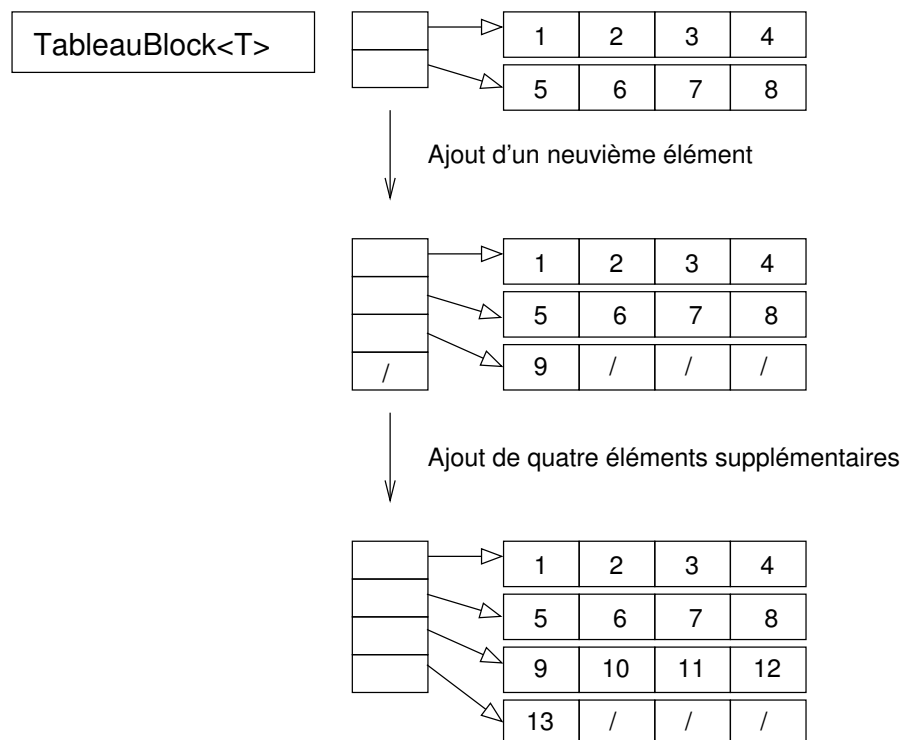 TableauBlock<T>
1 2 3 4
5 6 7 8
Ajout d'un neuvième élément
1 2 3 4
5 6 7 8
9 / / /
/
Ajout de quatre éléments supplémentaires
1 2 3 4
5 6 7 8
9 10 11 12
13 / / /